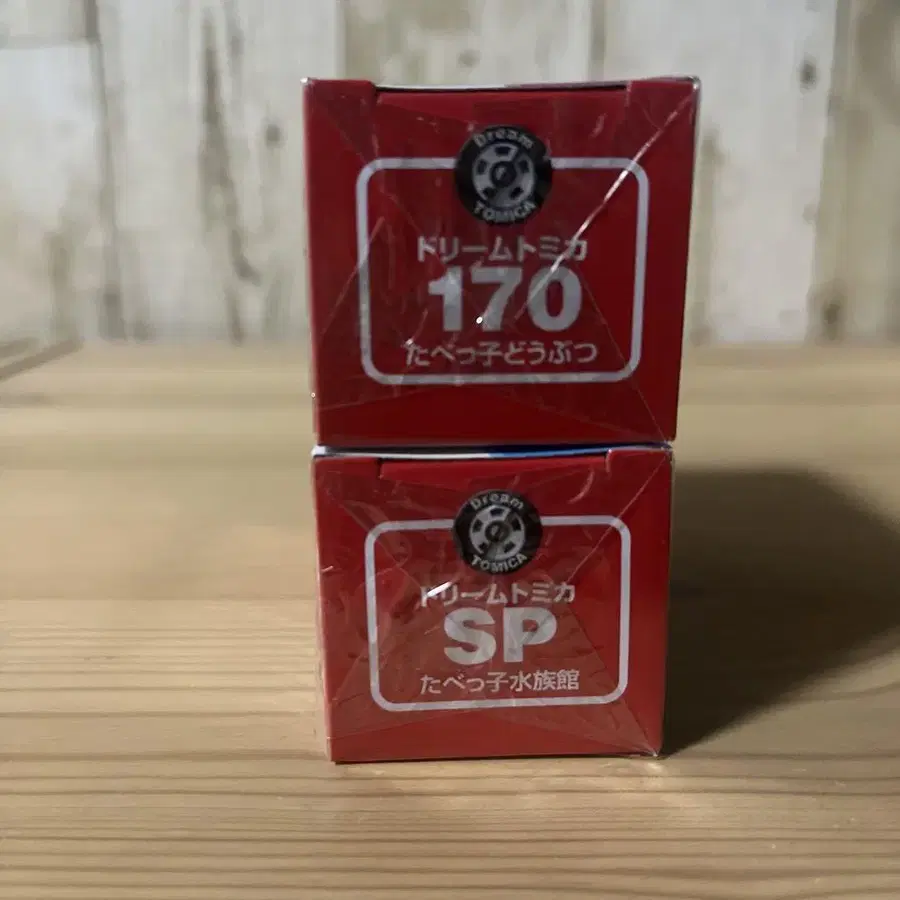 Dream
TOMICA
ドリームトミカ
170
たべっ子どうぶつ
Dream
TOMICA
ドリームトミカ
SP
たべっ子水族館